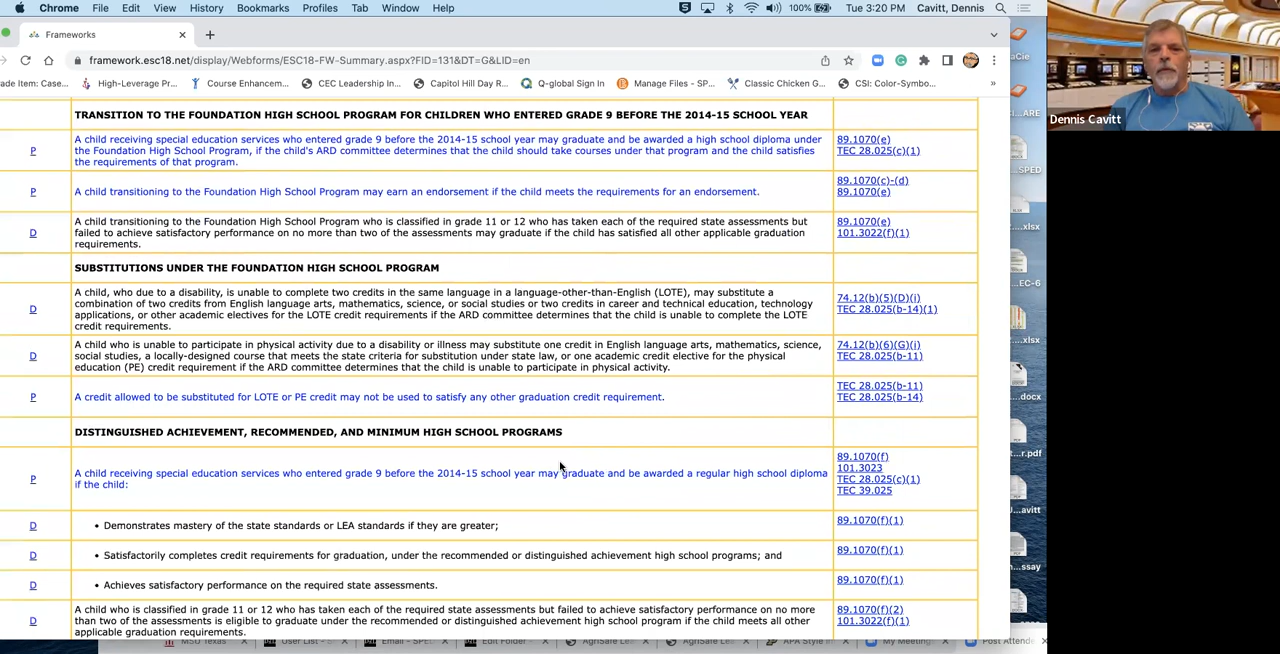 Chrome File Edit View History Bookmarks Profiles Tab Window Help 100% Tue 3:20 PM Cavitt, Dennis
Frameworks
framework.esc18.net/display/Webforms/ESC18-FW-Summary.aspx?FID=131&DT=G&LID=en
rade Item: Case... High-Leverage Pr... Course Enhancem... CEC Leadership In... Capitol Hill Day R... Q-global Sign In Manage Files - SP... Classic Chicken G... CSI: Color-Symbo... »
TRANSITION TO THE FOUNDATION HIGH SCHOOL PROGRAM FOR CHILDREN WHO ENTERED GRADE 9 BEFORE THE 2014-15 SCHOOL YEAR
A child receiving special education services who entered grade 9 before the 2014-15 school year may graduate and be awarded a high school diploma under 89.1070(e)
P the Foundation High School Program, if the child's ARD committee determines that the child should take courses under that program and the child satisfies TEC 28.025(c)(1)
the requirements of that program.
89.1070(c)-(d)
P A child transitioning to the Foundation High School Program may earn an endorsement if the child meets the requirements for an endorsement. 89.1070(e)
A child transitioning to the Foundation High School Program who is classified in grade 11 or 12 who has taken each of the required state assessments but 89.1070(e)
D failed to achieve satisfactory performance on no more than two of the assessments may graduate if the child has satisfied all other applicable graduation 101.3022(f)(1)
requirements.
SUBSTITUTIONS UNDER THE FOUNDATION HIGH SCHOOL PROGRAM
A child, who due to a disability, is unable to complete two credits in the same language in a language-other-than-English (LOTE), may substitute a 74.12(b)(5)(D)(i)
D combination of two credits from English language arts, mathematics, science, or social studies or two credits in career and technical education, technology TEC 28.025(b-14)(1)
applications, or other academic electives for the LOTE credit requirements if the ARD committee determines that the child is unable to complete the LOTE
credit requirements.
A child who is unable to participate in physical activity due to a disability or illness may substitute one credit in English language arts, mathematics, science, 74.12(b)(6)(G)(i)
D social studies, a locally-designed course that meets the state criteria for substitution under state law, or one academic credit elective for the physical TEC 28.025(b-11)
education (PE) credit requirement if the ARD committee determines that the child is unable to participate in physical activity.
TEC 28.025(b-11)
P A credit allowed to be substituted for LOTE or PE credit may not be used to satisfy any other graduation credit requirement. TEC 28.025(b-14)
DISTINGUISHED ACHIEVEMENT, RECOMMENDED, AND MINIMUM HIGH SCHOOL PROGRAMS
89.1070(f)
101.3023
P A child receiving special education services who entered grade 9 before the 2014-15 school year may graduate and be awarded a regular high school diploma TEC 28.025(c)(1)
if the child: TEC 39.025
D • Demonstrates mastery of the state standards or LEA standards if they are greater; 89.1070(f)(1)
D • Satisfactorily completes credit requirements for graduation, under the recommended or distinguished achievement high school programs; and 89.1070(f)(1)
D • Achieves satisfactory performance on the required state assessments. 89.1070(f)(1)
A child who is classified in grade 11 or 12 who has taken each of the required state assessments but failed to achieve satisfactory performance on no more 89.1070(f)(2)
D than two of the assessments is eligible to graduate under the recommended or distinguished achievement high school program if the child meets all other 101.3022(f)(1)
applicable graduation requirements.
Dennis Cavitt
aCie
ARE
SPED
.xlsx
EC-6
.xlsx
.docx
r.pdf
avitt
ssay
Edit Folder
AgriSafe Le
My Meeting
Post Attende